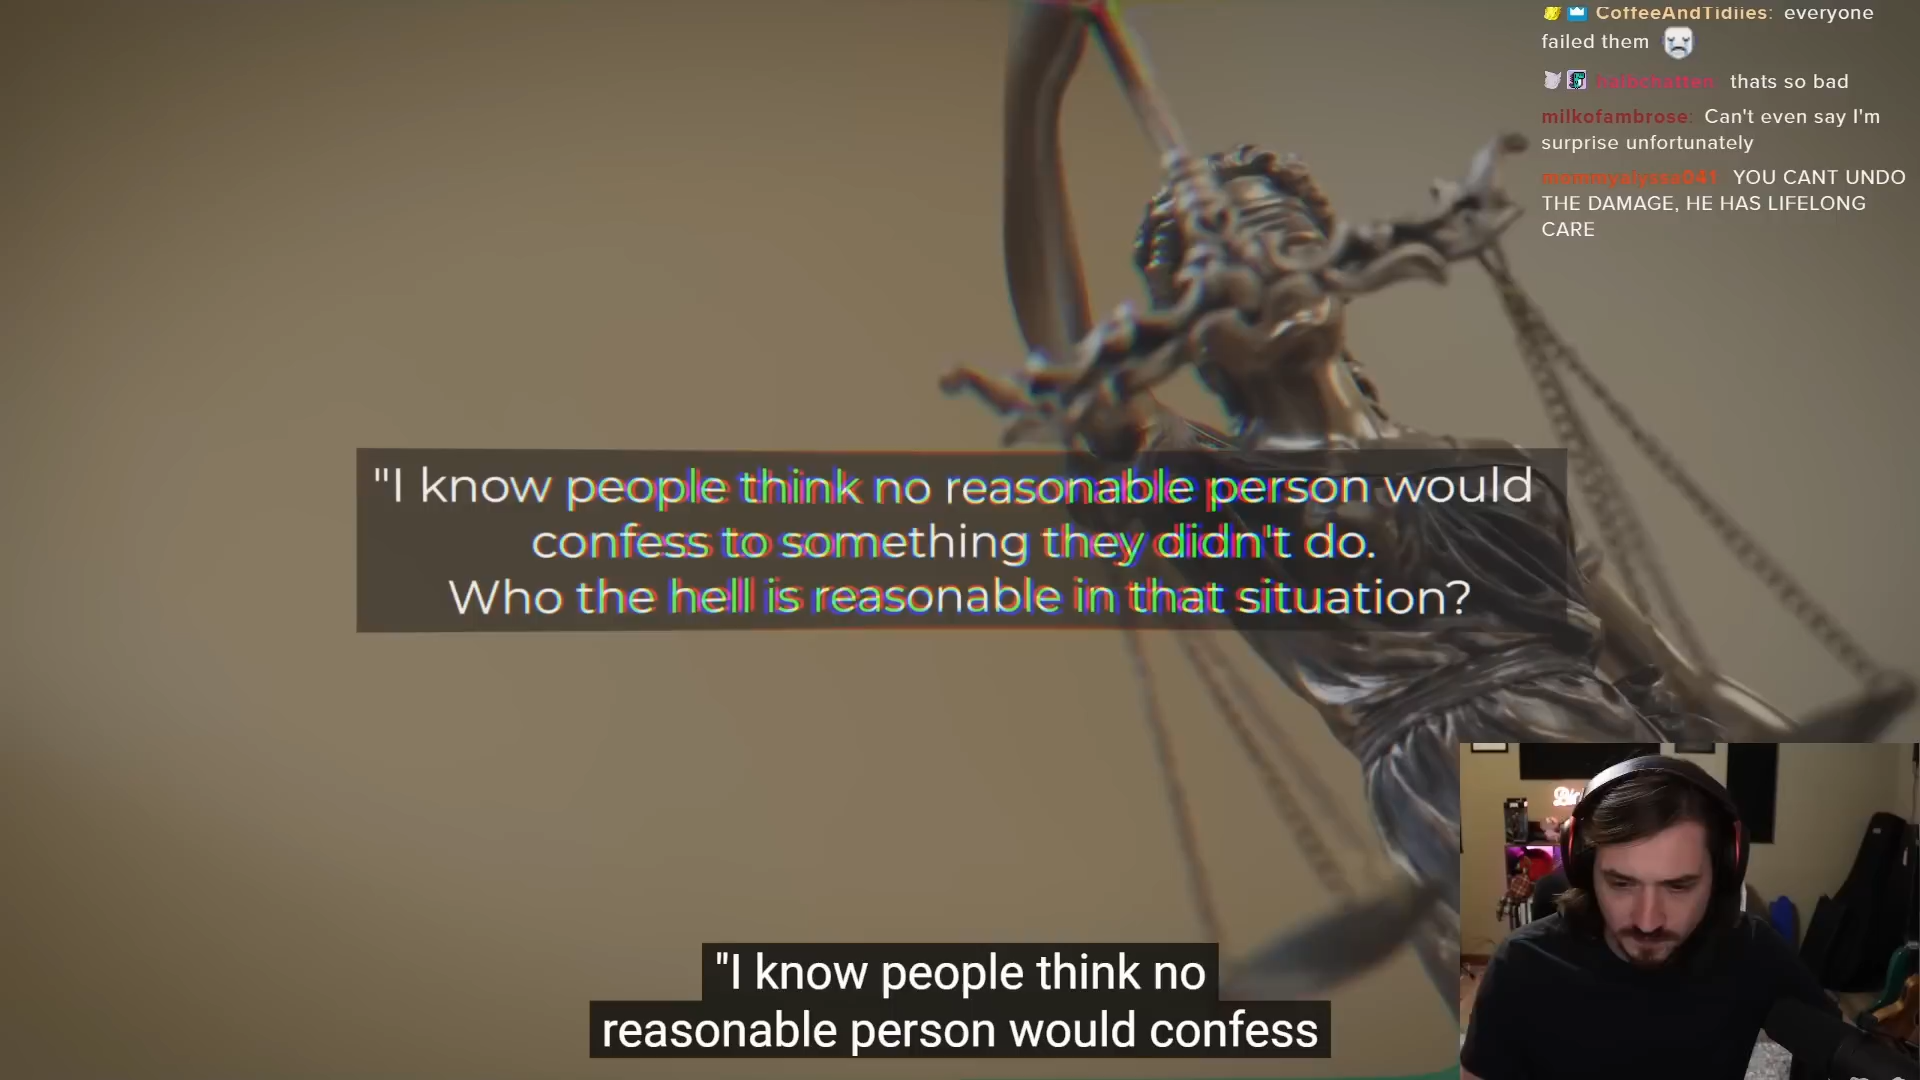 CoffeeAndTidiies: everyone
failed them
haibchatten: thats so bad
milkofambrose: Can't even say I'm
surprise unfortunately
mommyalyssa041 YOU CANT UNDO
THE DAMAGE, HE HAS LIFELONG
CARE
"I know people think no reasonable person would
confess to something they didn't do.
Who the hell is reasonable in that situation?
"I know people think no
reasonable person would confess